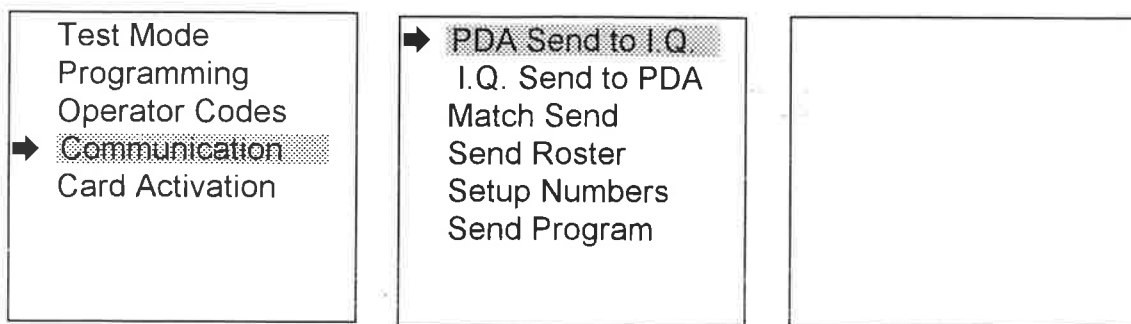 Test Mode
Programming
Operator Codes
Communication
Card Activation
PDA Send to I.Q.
I.Q. Send to PDA
Match Send
Send Roster
Setup Numbers
Send Program